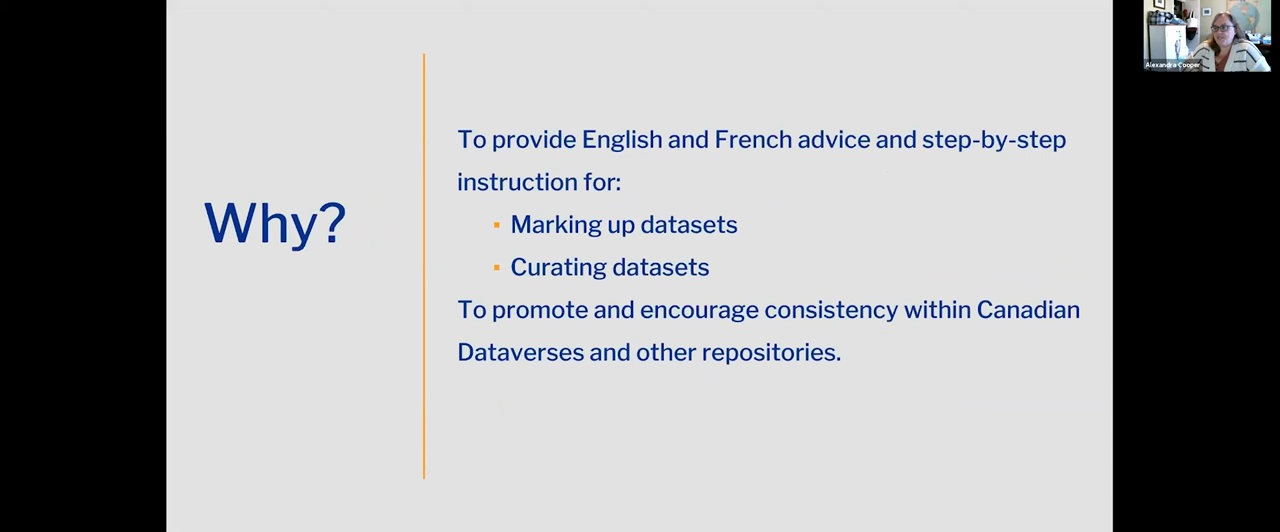 Why?
To provide English and French advice and step-by-step
instruction for:
▪ Marking up datasets
▪ Curating datasets
To promote and encourage consistency within Canadian
Dataverses and other repositories.
Alexandra Cooper